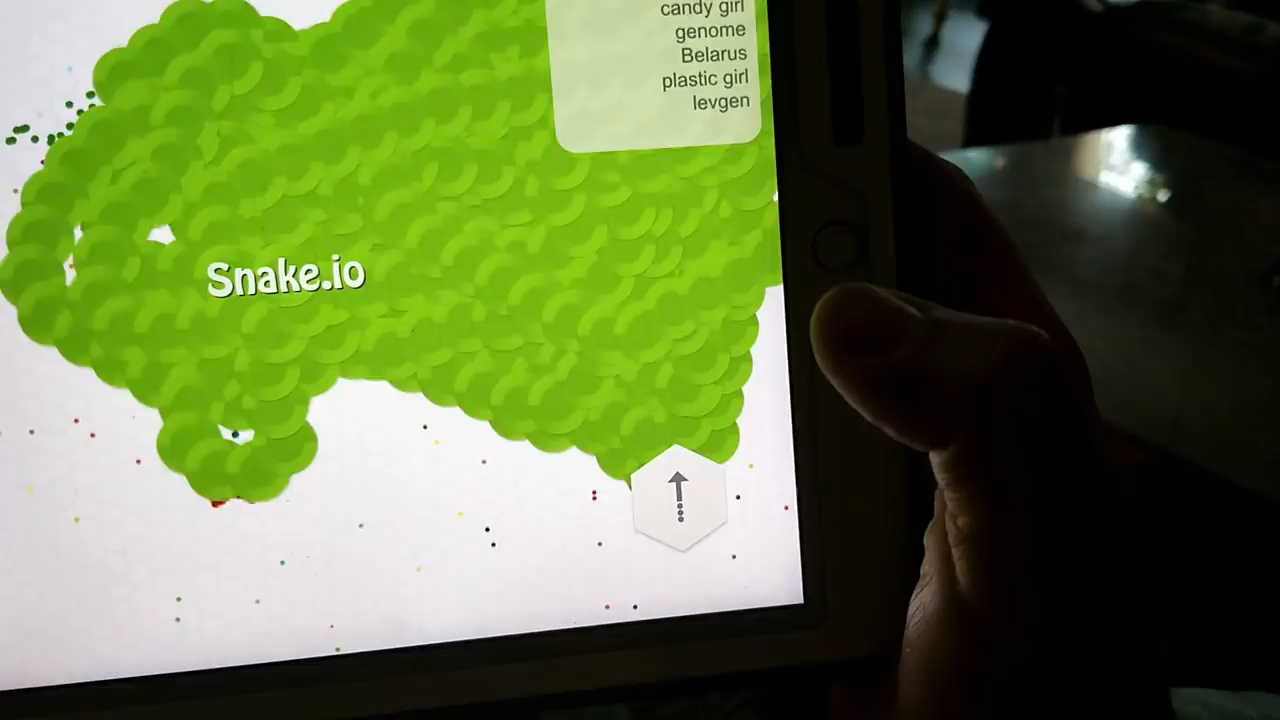 candy girl
genome
Belarus
plastic girl
levgen
Snake.io